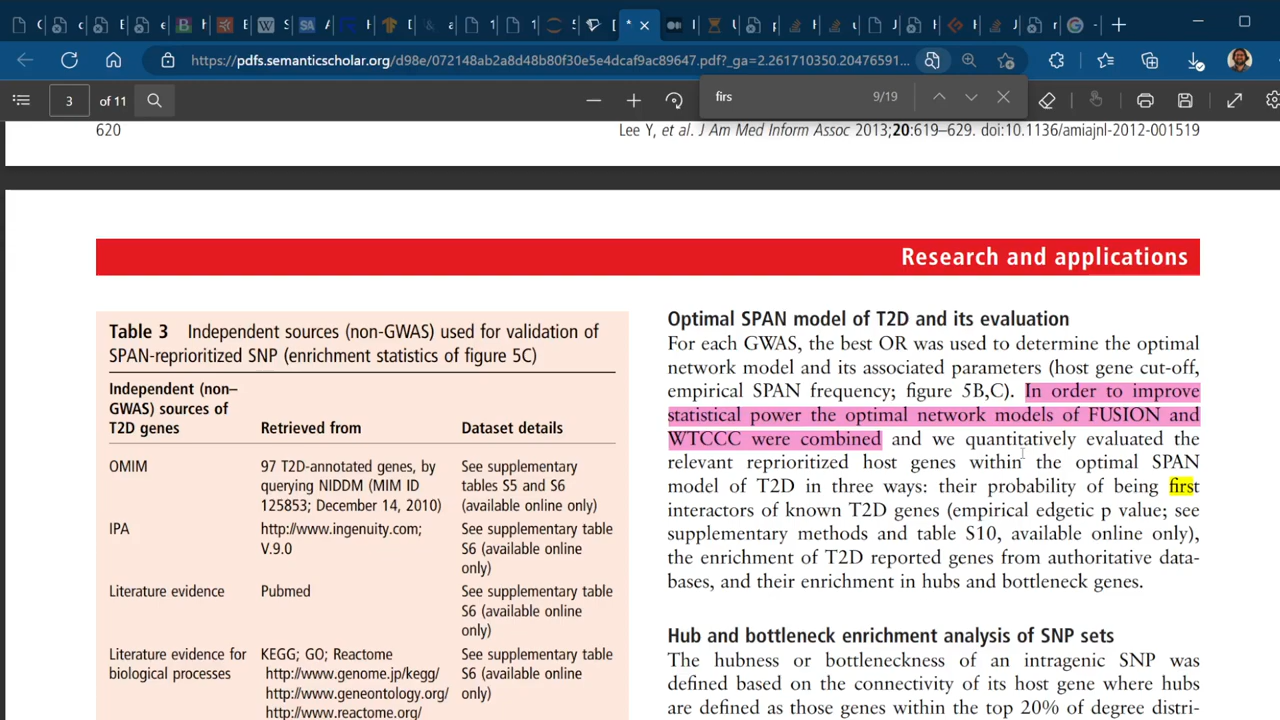 https://pdfs.semanticscholar.org/d98e/072148ab2a8d48b80f30e5e4dcaf9ac89647.pdf?_ga=2.261710350.20476591...
3 of 11
firs 9/19
620
Lee Y, et al. J Am Med Inform Assoc 2013;20:619–629. doi:10.1136/amiajnl-2012-001519
Research and applications
Table 3 Independent sources (non-GWAS) used for validation of
SPAN-reprioritized SNP (enrichment statistics of figure 5C)
Independent (non–
GWAS) sources of
T2D genes
Retrieved from
Dataset details
OMIM
97 T2D-annotated genes, by
querying NIDDM (MIM ID
125853; December 14, 2010)
See supplementary
tables S5 and S6
(available online only)
IPA
http://www.ingenuity.com;
V.9.0
See supplementary table
S6 (available online
only)
Literature evidence
Pubmed
See supplementary table
S6 (available online
only)
Literature evidence for
biological processes
KEGG; GO; Reactome
http://www.genome.jp/kegg/
http://www.geneontology.org/
http://www.reactome.org/
See supplementary table
S6 (available online
only)
Optimal SPAN model of T2D and its evaluation
For each GWAS, the best OR was used to determine the optimal
network model and its associated parameters (host gene cut-off,
empirical SPAN frequency; figure 5B,C). In order to improve
statistical power the optimal network models of FUSION and
WTCCC were combined and we quantitatively evaluated the
relevant reprioritized host genes within the optimal SPAN
model of T2D in three ways: their probability of being first
interactors of known T2D genes (empirical edgetic p value; see
supplementary methods and table S10, available online only),
the enrichment of T2D reported genes from authoritative data-
bases, and their enrichment in hubs and bottleneck genes.
Hub and bottleneck enrichment analysis of SNP sets
The hubness or bottleneckness of an intragenic SNP was
defined based on the connectivity of its host gene where hubs
are defined as those genes within the top 20% of degree distri-